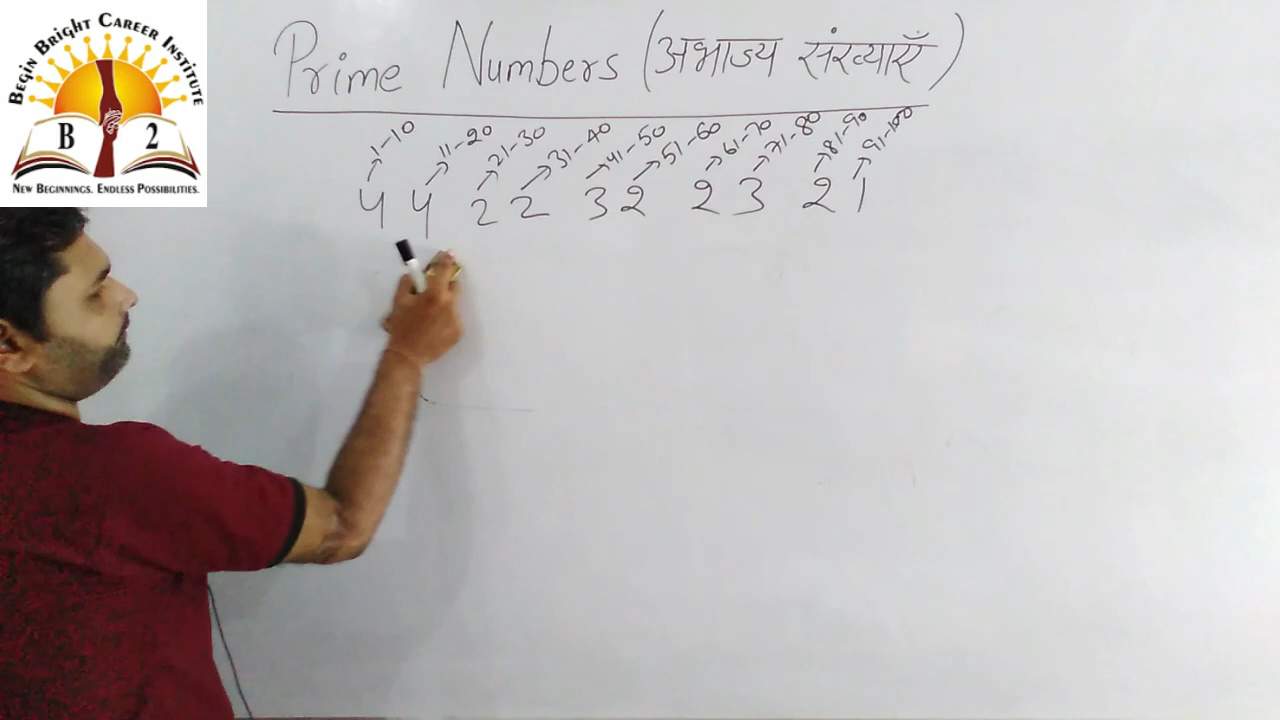 BEGIN BRIGHT CAREER INSTITUTE
B 2
NEW BEGINNINGS. ENDLESS POSSIBILITIES.
Prime Numbers (अभाज्य संख्याएँ)
1-10 11-20 21-30 31-40 41-50 51-60 61-70 71-80 81-90 91-100
4 4 2 2 3 2 2 3 2 1